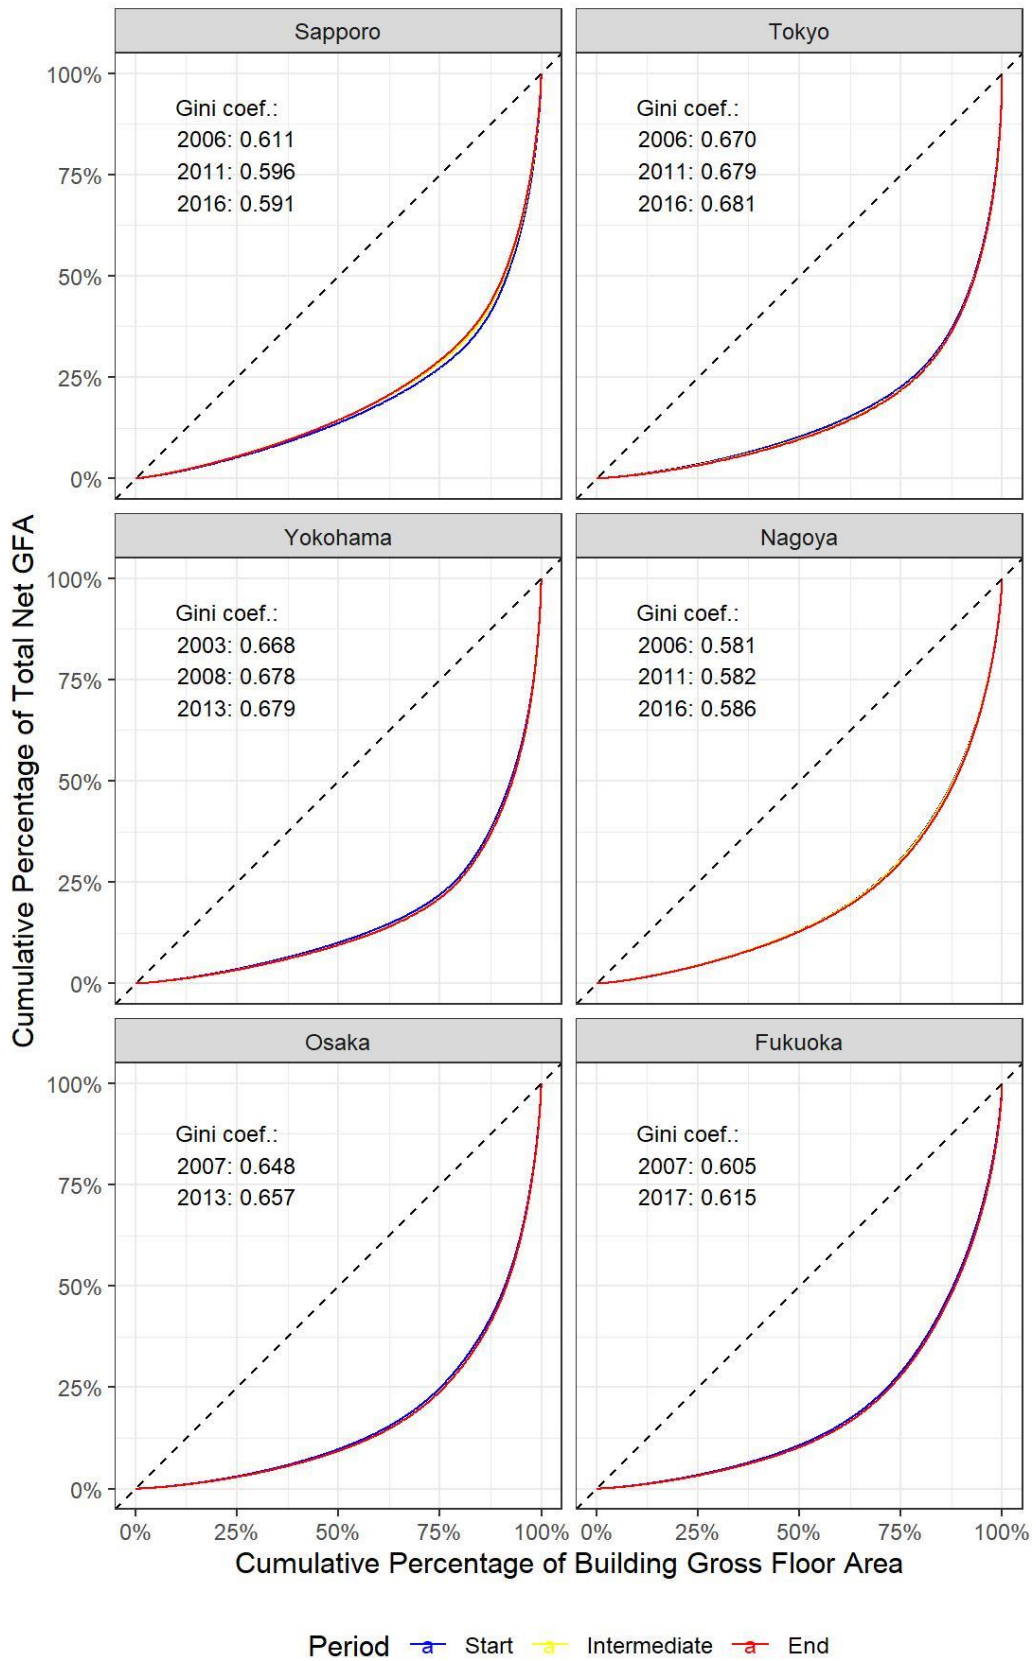 Sapporo
Tokyo
100%
75%
50%
25%
0%
Gini coef.:
2006: 0.611
2011: 0.596
2016: 0.591
Gini coef.:
2006: 0.670
2011: 0.679
2016: 0.681
Yokohama
Nagoya
100%
75%
50%
25%
0%
Gini coef.:
2003: 0.668
2008: 0.678
2013: 0.679
Gini coef.:
2006: 0.581
2011: 0.582
2016: 0.586
Cumulative Percentage of Total Net GFA
Osaka
Fukuoka
100%
75%
50%
25%
0%
Gini coef.:
2007: 0.648
2013: 0.657
Gini coef.:
2007: 0.605
2017: 0.615
0% 25% 50% 75% 100% 0% 25% 50% 75% 100%
Cumulative Percentage of Building Gross Floor Area
Period a Start a Intermediate a End